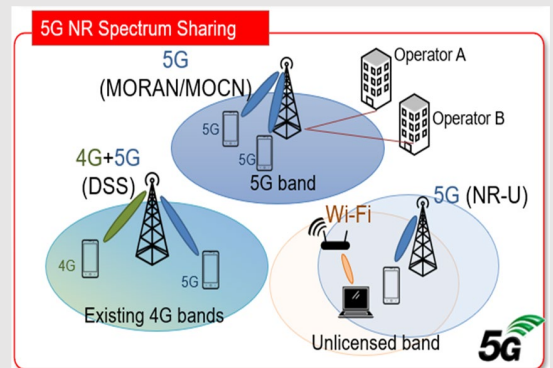 5G NR Spectrum Sharing
5G
(MORAN/MOCN)
Operator A
Operator B
5G
5G
5G band
4G+5G
(DSS)
4G
5G
Existing 4G bands
Wi-Fi
5G (NR-U)
Unlicensed band
5G